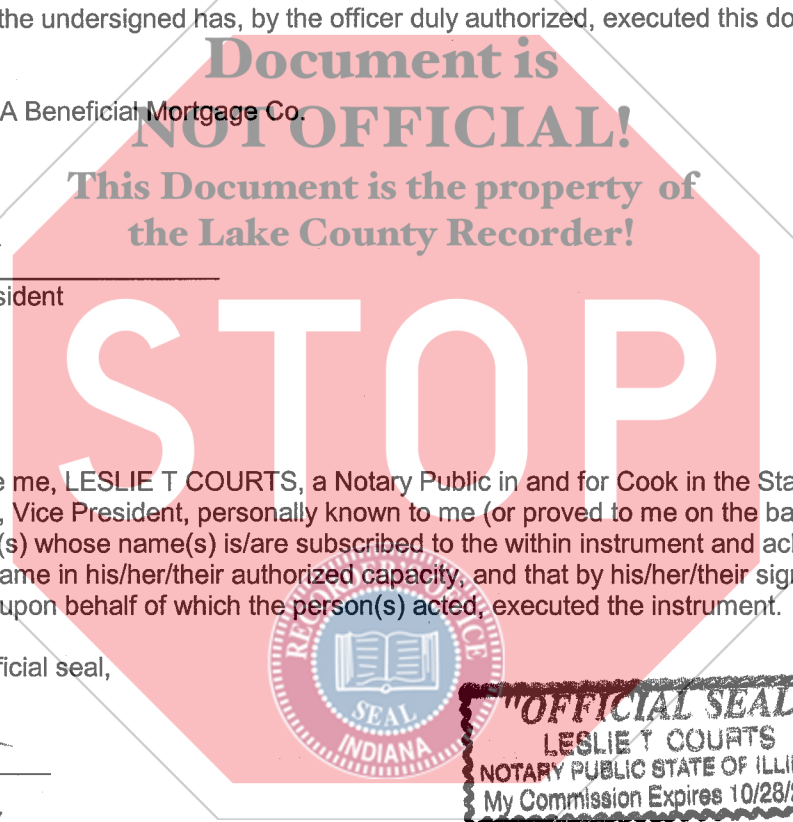 the undersigned has, by the officer duly authorized, executed this do
Document is
A Beneficial Mortgage Co.
NOT OFFICIAL!
This Document is the property of
the Lake County Recorder!
sident
STOP
e me, LESLIE T COURTS, a Notary Public in and for Cook in the Sta
, Vice President, personally known to me (or proved to me on the ba
(s) whose name(s) is/are subscribed to the within instrument and ac
ame in his/her/their authorized capacity, and that by his/her/their sig
upon behalf of which the person(s) acted, executed the instrument.
RECORDER OFFICE
SEAL
INDIANA
ficial seal,
"OFFICIAL SEAL
LESLIE T COURTS
NOTARY PUBLIC STATE OF ILLI
My Commission Expires 10/28/